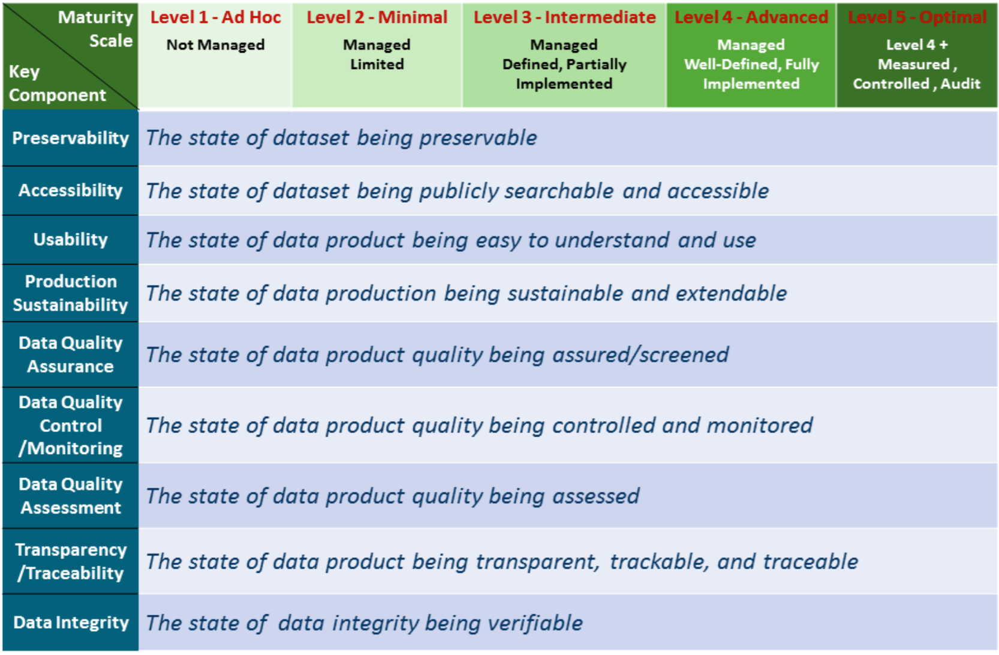 Maturity
Scale
Key
Component
Level 1 - Ad Hoc
Not Managed
Level 2 - Minimal
Managed
Limited
Level 3 - Intermediate
Managed
Defined, Partially
Implemented
Level 4 - Advanced
Managed
Well-Defined, Fully
Implemented
Level 5 - Optimal
Level 4 +
Measured ,
Controlled , Audit
Preservability
The state of dataset being preservable
Accessibility
The state of dataset being publicly searchable and accessible
Usability
The state of data product being easy to understand and use
Production
Sustainability
The state of data production being sustainable and extendable
Data Quality
Assurance
The state of data product quality being assured/screened
Data Quality
Control
/Monitoring
The state of data product quality being controlled and monitored
Data Quality
Assessment
The state of data product quality being assessed
Transparency
/Traceability
The state of data product being transparent, trackable, and traceable
Data Integrity
The state of data integrity being verifiable